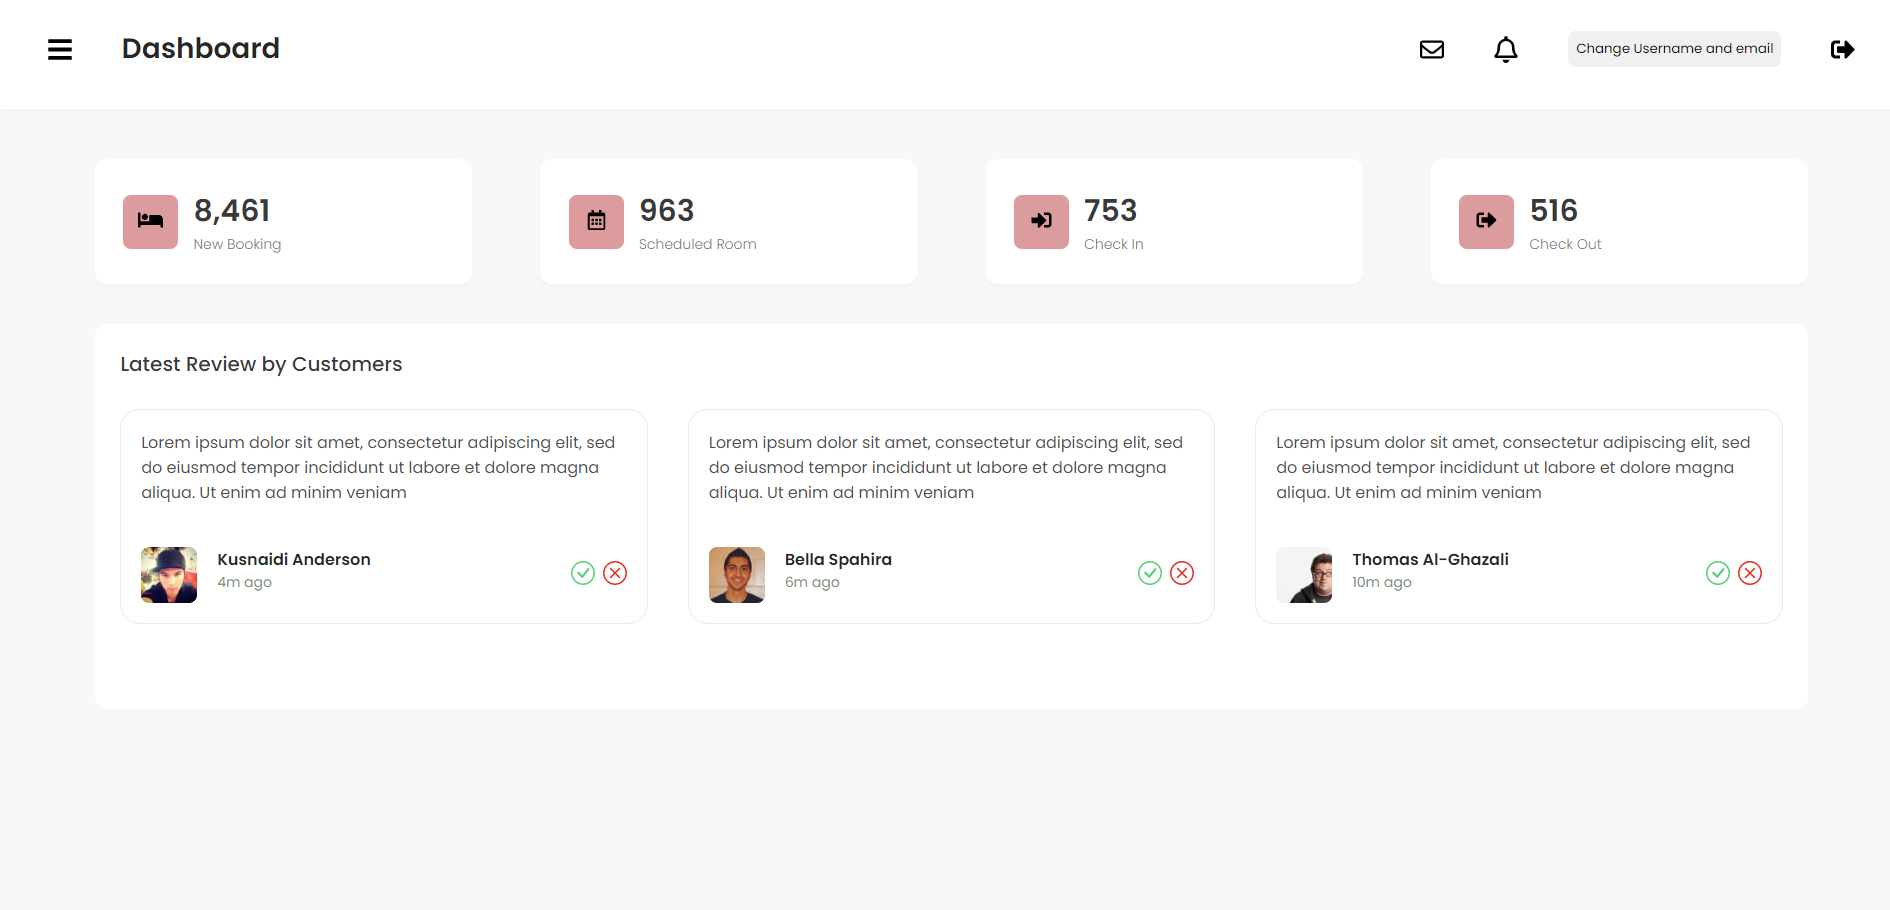 Dashboard
Change Username and email
8,461
New Booking
963
Scheduled Room
753
Check In
516
Check Out
Latest Review by Customers
Lorem ipsum dolor sit amet, consectetur adipiscing elit, sed
do eiusmod tempor incididunt ut labore et dolore magna
aliqua. Ut enim ad minim veniam
Kusnaidi Anderson
4m ago
Lorem ipsum dolor sit amet, consectetur adipiscing elit, sed
do eiusmod tempor incididunt ut labore et dolore magna
aliqua. Ut enim ad minim veniam
Bella Spahira
6m ago
Lorem ipsum dolor sit amet, consectetur adipiscing elit, sed
do eiusmod tempor incididunt ut labore et dolore magna
aliqua. Ut enim ad minim veniam
Thomas Al-Ghazali
10m ago